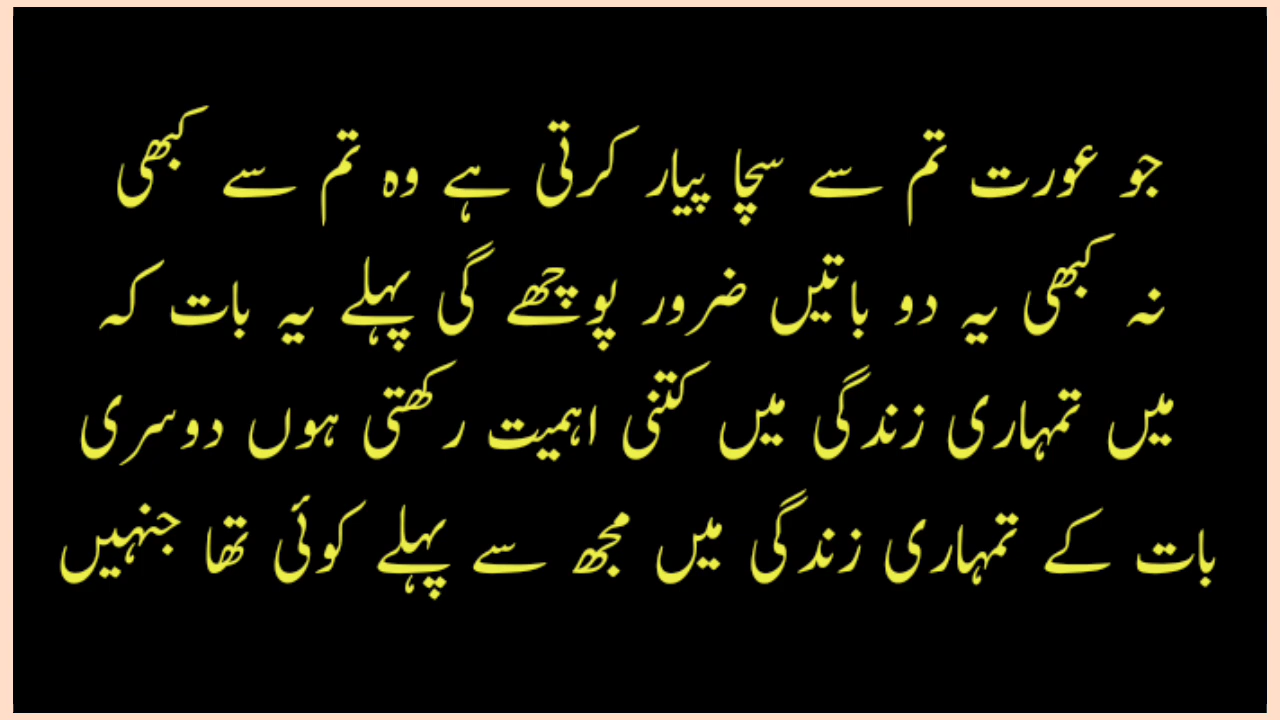 جو عورت تم سے سچا پیار کرتی ہے وہ تم سے کبھی
نہ کبھی یہ دو باتیں ضرور پوچھے گی پہلے یہ بات کہ
میں تمہاری زندگی میں کتنی اہمیت رکھتی ہوں دوسری
بات کے تمہاری زندگی میں مجھ سے پہلے کوئی تھا جنہیں